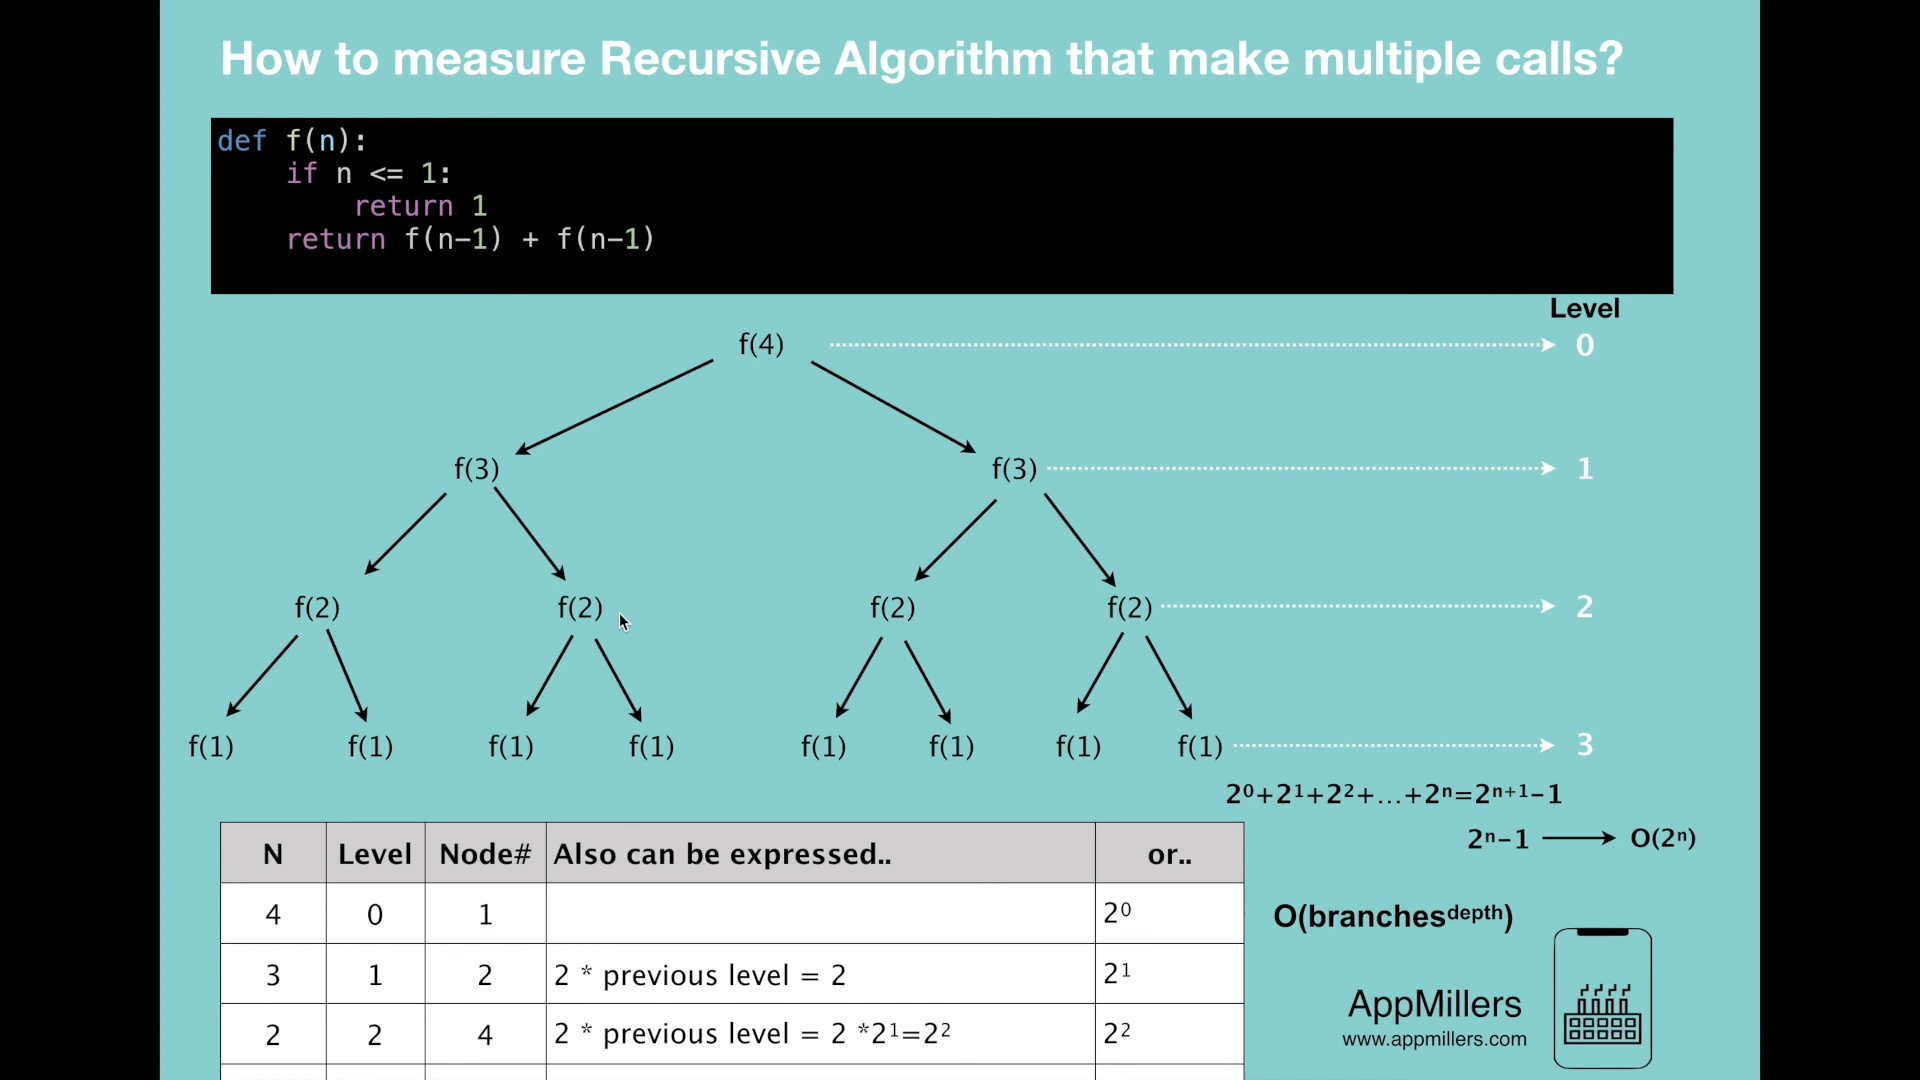 How to measure Recursive Algorithm that make multiple calls?
def f(n):
    if n <= 1:
        return 1
    return f(n-1) + f(n-1)
Level
f(4) 0
f(3) f(3) 1
f(2) f(2) f(2) f(2) 2
f(1) f(1) f(1) f(1) f(1) f(1) f(1) f(1) 3
2⁰+2¹+2²+...+2ⁿ=2ⁿ⁺¹-1
2ⁿ-1 O(2ⁿ)
N Level Node# Also can be expressed.. or..
4 0 1 2⁰
3 1 2 2 * previous level = 2 2¹
2 2 4 2 * previous level = 2 *2¹=2² 2²
O(branchesᵈᵉᵖᵗʰ)
AppMillers
www.appmillers.com